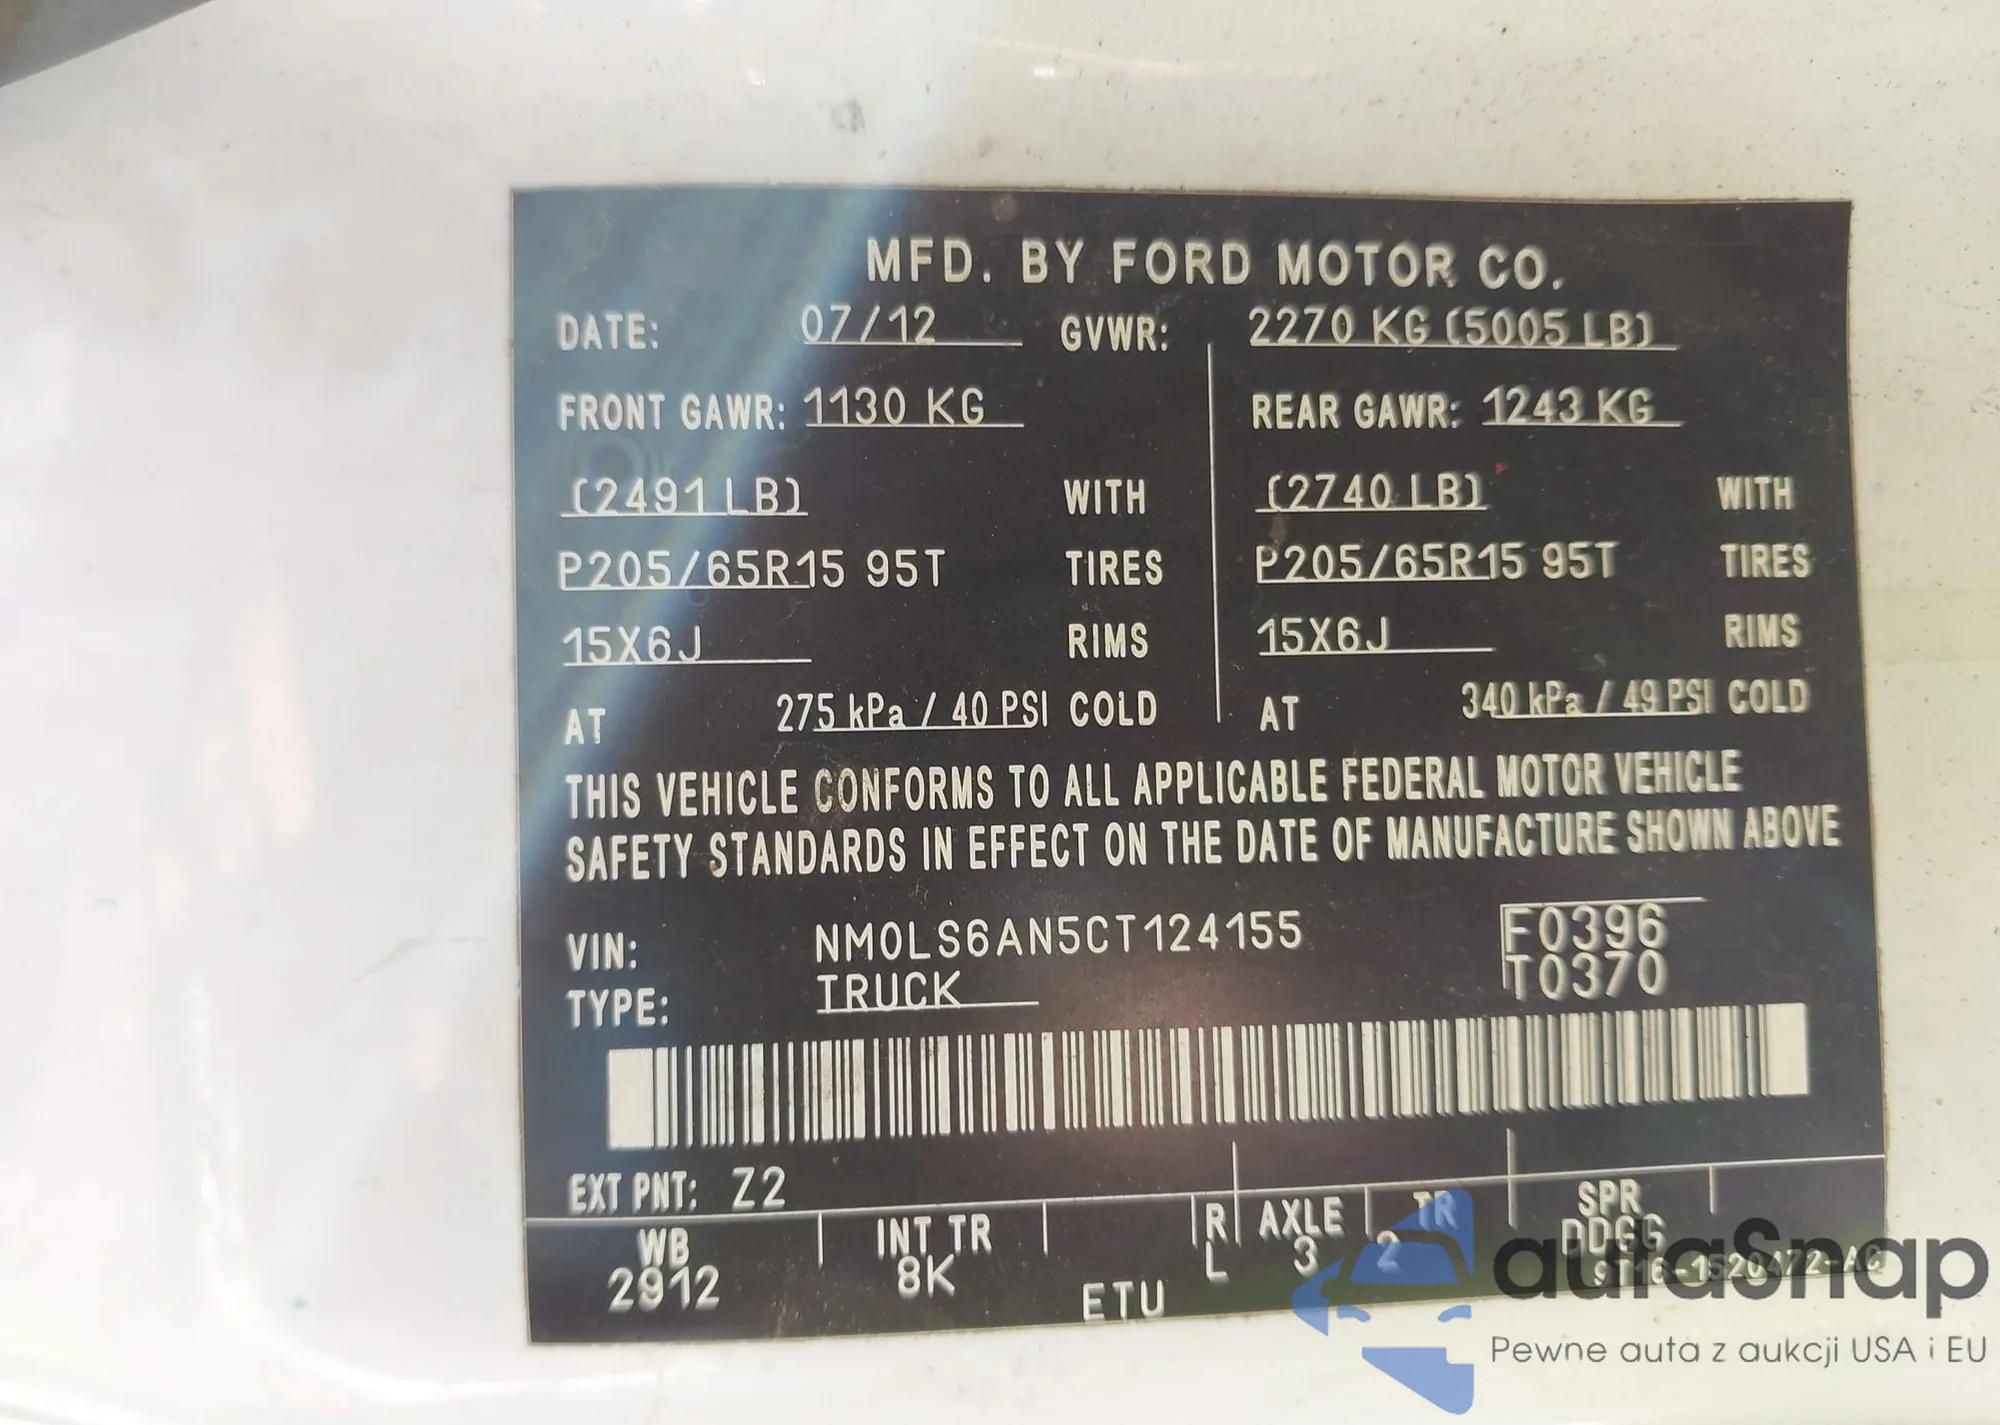 MFD. BY FORD MOTOR CO.
DATE: 07/12 GVWR: 2270 KG (5005 LB)
FRONT GAWR: 1130 KG REAR GAWR: 1243 KG
(2491 LB) WITH (2740 LB) WITH
P205/65R15 95T TIRES P205/65R15 95T TIRES
15X6J RIMS 15X6J RIMS
AT 275 kPa / 40 PSI COLD AT 340 kPa / 49 PSI COLD
THIS VEHICLE CONFORMS TO ALL APPLICABLE FEDERAL MOTOR VEHICLE
SAFETY STANDARDS IN EFFECT ON THE DATE OF MANUFACTURE SHOWN ABOVE
VIN: NM0LS6AN5CT124155 F0396
TYPE: TRUCK T0370
EXT PNT: Z2
WB INT TR R AXLE TR SPR
2912 8K L 3 2 DDGG
ETU 9T16-1520472-AC
autaSnap
Pewne auta z aukcji USA i EU